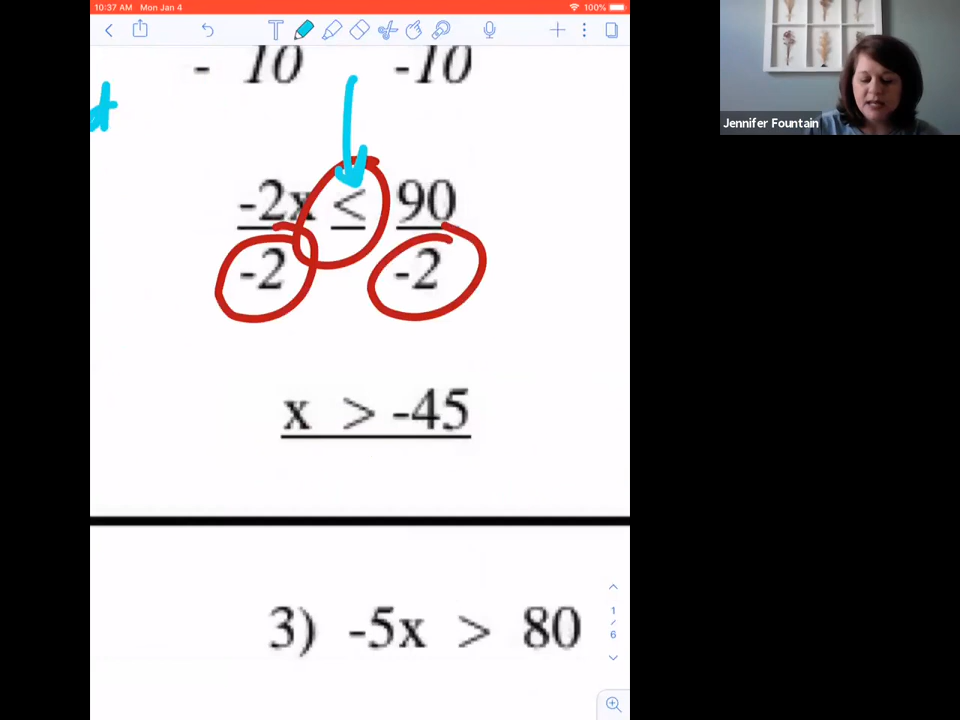 10:37 AM Mon Jan 4 100%
T
- 10 -10
d
-2x ≤ 90
-2 -2
x > -45
3) -5x > 80
1
/
6
Jennifer Fountain